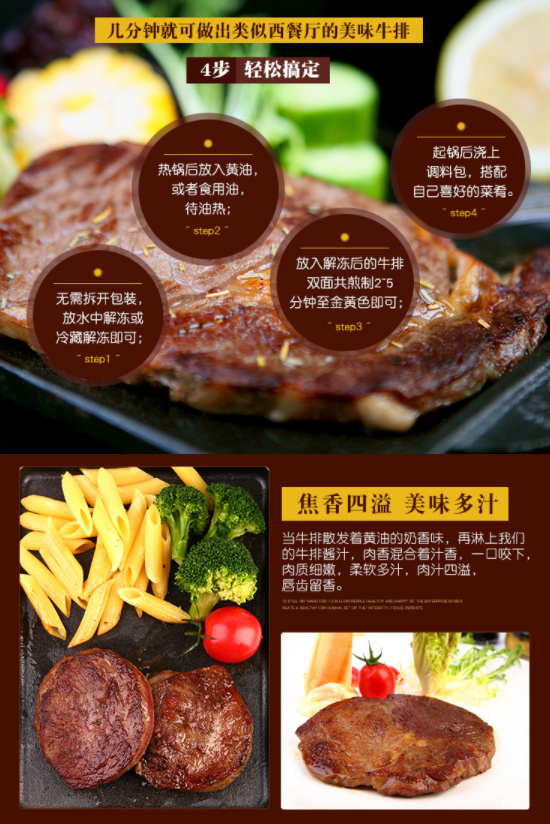 几分钟就可做出类似西餐厅的美味牛排
4步 轻松搞定
无需拆开包装，
放水中解冻或
冷藏解冻即可；
~ step1 ~
热锅后放入黄油，
或者食用油，
待油热；
~ step2 ~
放入解冻后的牛排
双面共煎制2~5
分钟至金黄色即可；
~ step3 ~
起锅后浇上
调料包，搭配
自己喜好的菜肴。
~ step4 ~
焦香四溢 美味多汁
当牛排散发着黄油的奶香味，再淋上我们
的牛排酱汁，肉香混合着汁香，一口咬下，
肉质细嫩，柔软多汁，肉汁四溢，
唇齿留香。